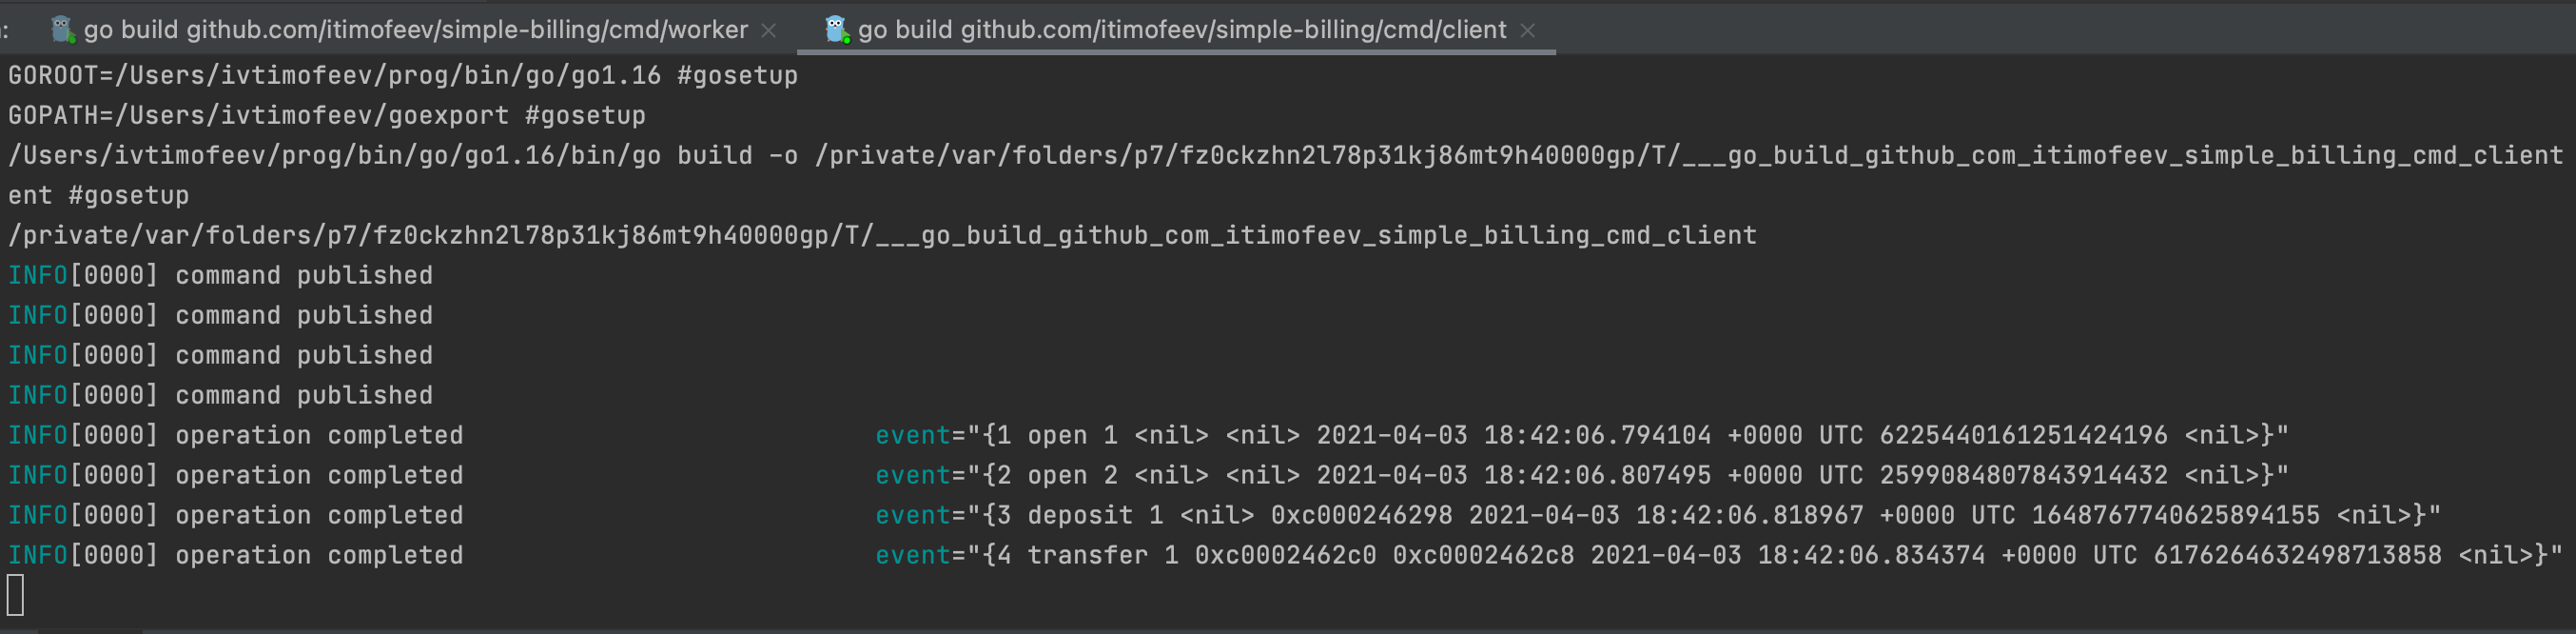 : go build github.com/itimofeev/simple-billing/cmd/worker × go build github.com/itimofeev/simple-billing/cmd/client ×
GOROOT=/Users/ivtimofeev/prog/bin/go/go1.16 #gosetup
GOPATH=/Users/ivtimofeev/goexport #gosetup
/Users/ivtimofeev/prog/bin/go/go1.16/bin/go build -o /private/var/folders/p7/fz0ckzhn2l78p31kj86mt9h40000gp/T/___go_build_github_com_itimofeev_simple_billing_cmd_client
ent #gosetup
/private/var/folders/p7/fz0ckzhn2l78p31kj86mt9h40000gp/T/___go_build_github_com_itimofeev_simple_billing_cmd_client
INFO[0000] command published
INFO[0000] command published
INFO[0000] command published
INFO[0000] command published
INFO[0000] operation completed event="{1 open 1 <nil> <nil> 2021-04-03 18:42:06.794104 +0000 UTC 6225440161251424196 <nil>}"
INFO[0000] operation completed event="{2 open 2 <nil> <nil> 2021-04-03 18:42:06.807495 +0000 UTC 2599084807843914432 <nil>}"
INFO[0000] operation completed event="{3 deposit 1 <nil> 0xc000246298 2021-04-03 18:42:06.818967 +0000 UTC 1648767740625894155 <nil>}"
INFO[0000] operation completed event="{4 transfer 1 0xc0002462c0 0xc0002462c8 2021-04-03 18:42:06.834374 +0000 UTC 6176264632498713858 <nil>}"